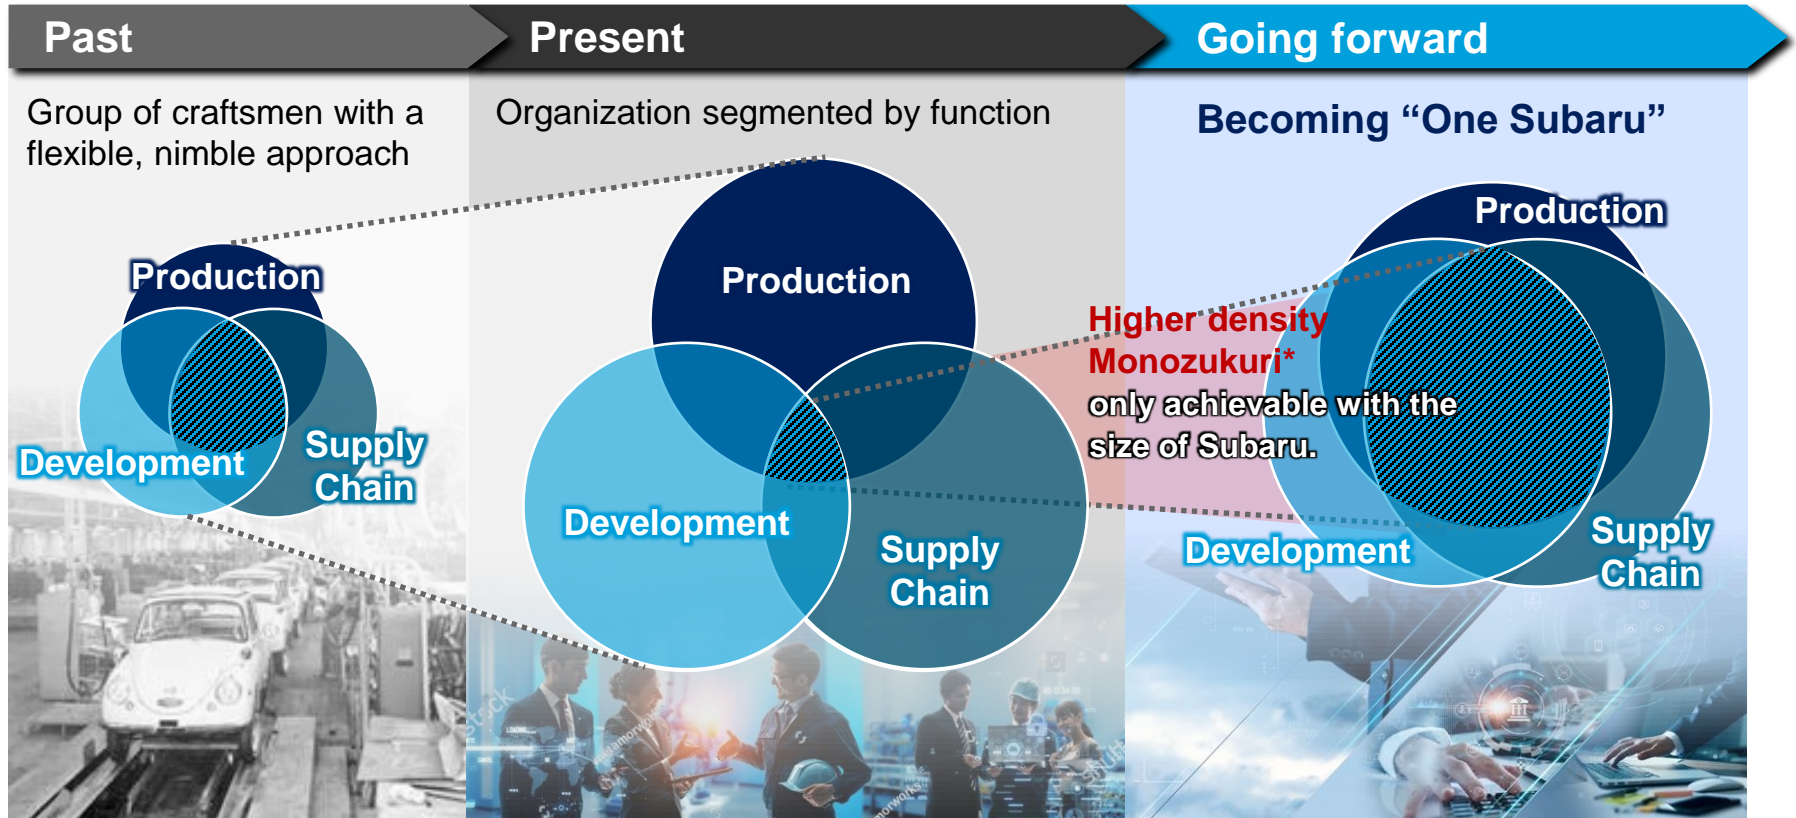 Past
Present
Going forward
Group of craftsmen with a
flexible, nimble approach
Organization segmented by function
Becoming “One Subaru”
Production
Development
Supply
Chain
Production
Development
Supply
Chain
Higher density
Monozukuri*
only achievable with the
size of Subaru.
Production
Development
Supply
Chain